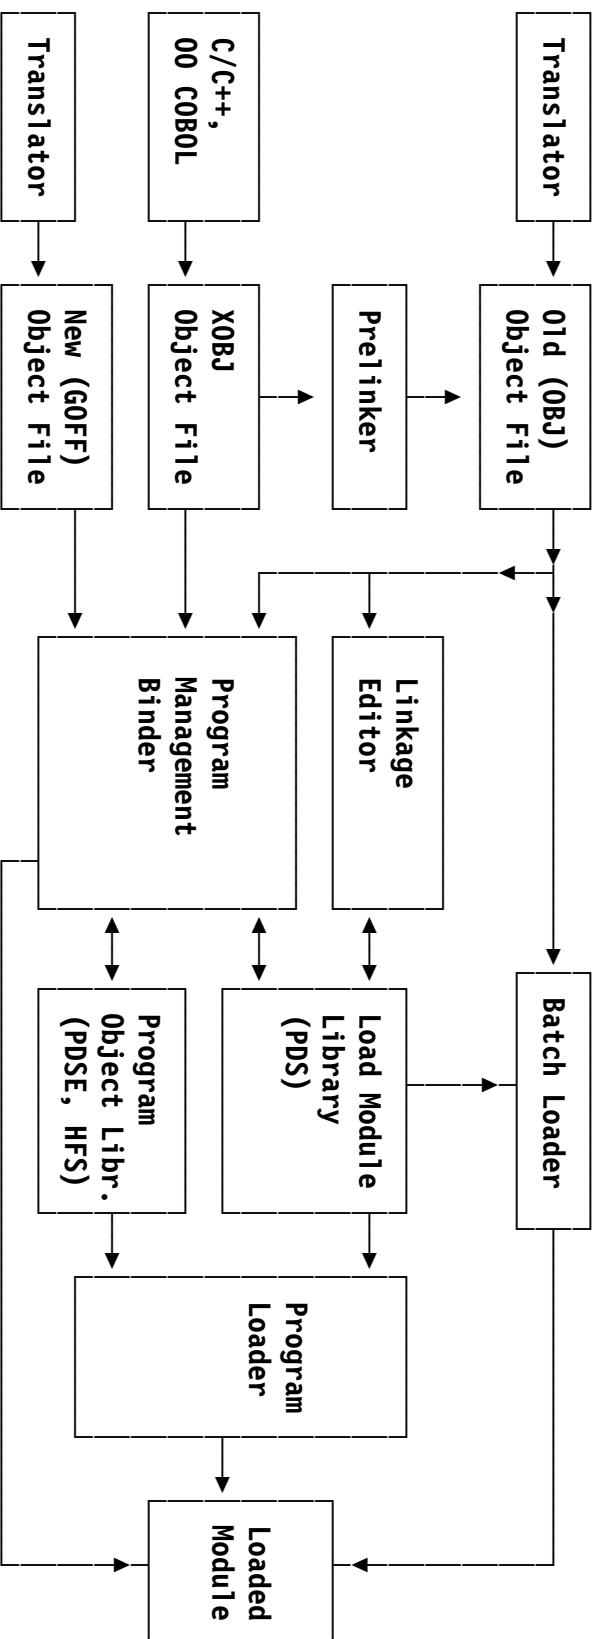 Translator
Old (OBJ)
Object File
Batch Loader
Prelinker
Linkage
Editor
Load Module
Library
(PDS)
C/C++,
OO COBOL
XOBJ
Object File
Program
Management
Binder
Program
Loader
Loaded
Module
Translator
New (GOFF)
Object File
Program
Object Libr.
(PDSE, HFS)